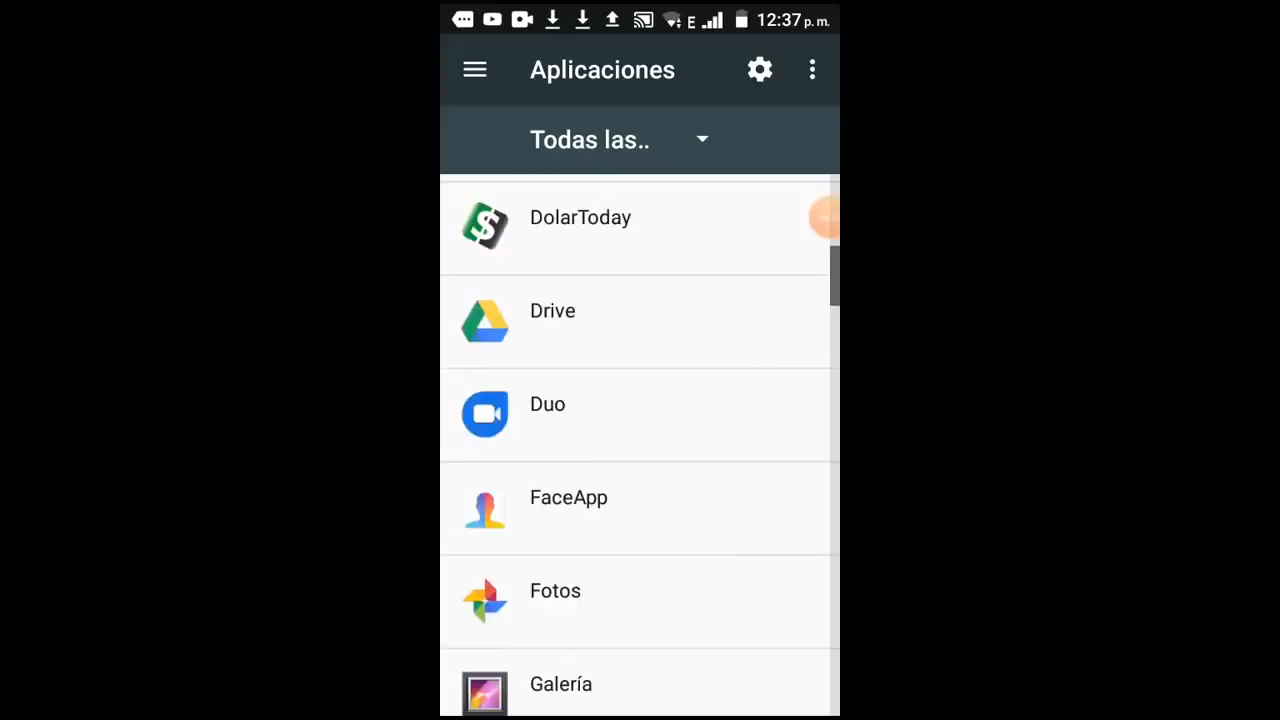 E 12:37 p. m.
Aplicaciones
Todas las..
DolarToday
Drive
Duo
FaceApp
Fotos
Galería